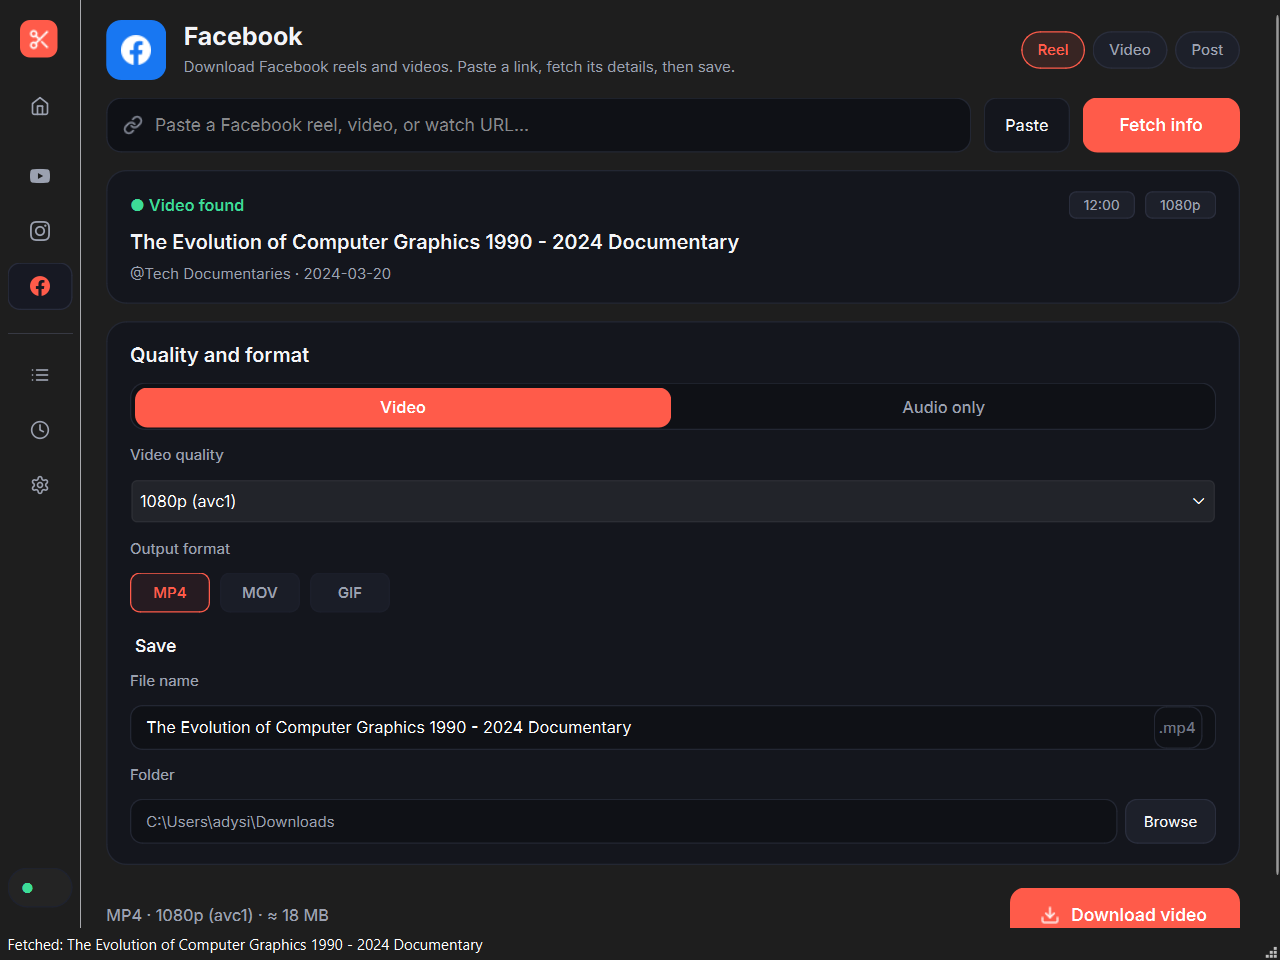 Facebook
Download Facebook reels and videos. Paste a link, fetch its details, then save.
Reel
Video
Post
Paste a Facebook reel, video, or watch URL...
Paste
Fetch info
Video found
12:00
1080p
The Evolution of Computer Graphics 1990 - 2024 Documentary
@Tech Documentaries · 2024-03-20
Quality and format
Video
Audio only
Video quality
1080p (avc1)
Output format
MP4
MOV
GIF
Save
File name
The Evolution of Computer Graphics 1990 - 2024 Documentary
.mp4
Folder
C:\Users\adysi\Downloads
Browse
MP4 · 1080p (avc1) · ≈ 18 MB
Download video
Fetched: The Evolution of Computer Graphics 1990 - 2024 Documentary